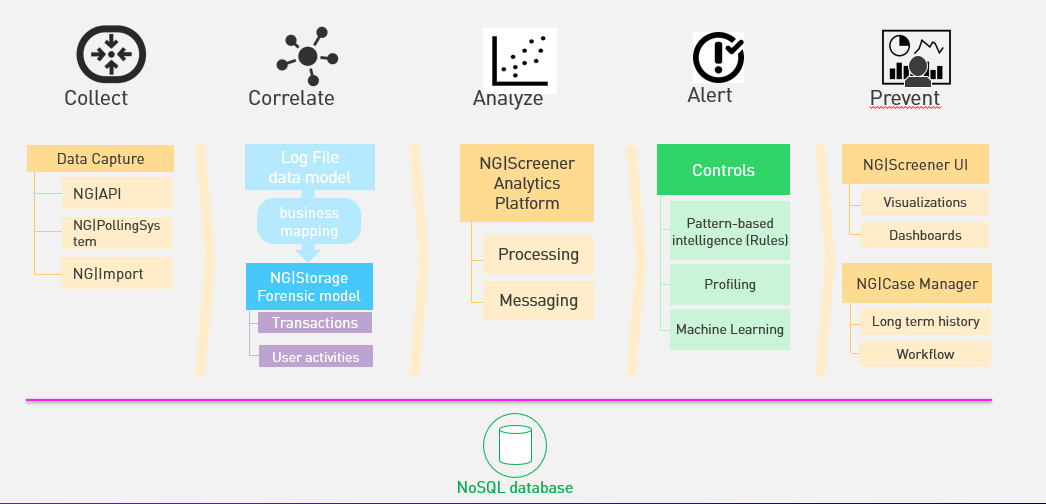 Collect
Correlate
Analyze
Alert
Prevent
Data Capture
NG|API
NG|PollingSys
tem
NG|Import
Log File
data model
business
mapping
NG|Storage
Forensic model
Transactions
User activities
NG|Screener
Analytics
Platform
Processing
Messaging
Controls
Pattern-based
intelligence (Rules)
Profiling
Machine Learning
NG|Screener UI
Visualizations
Dashboards
NG|Case Manager
Long term history
Workflow
NoSQL database